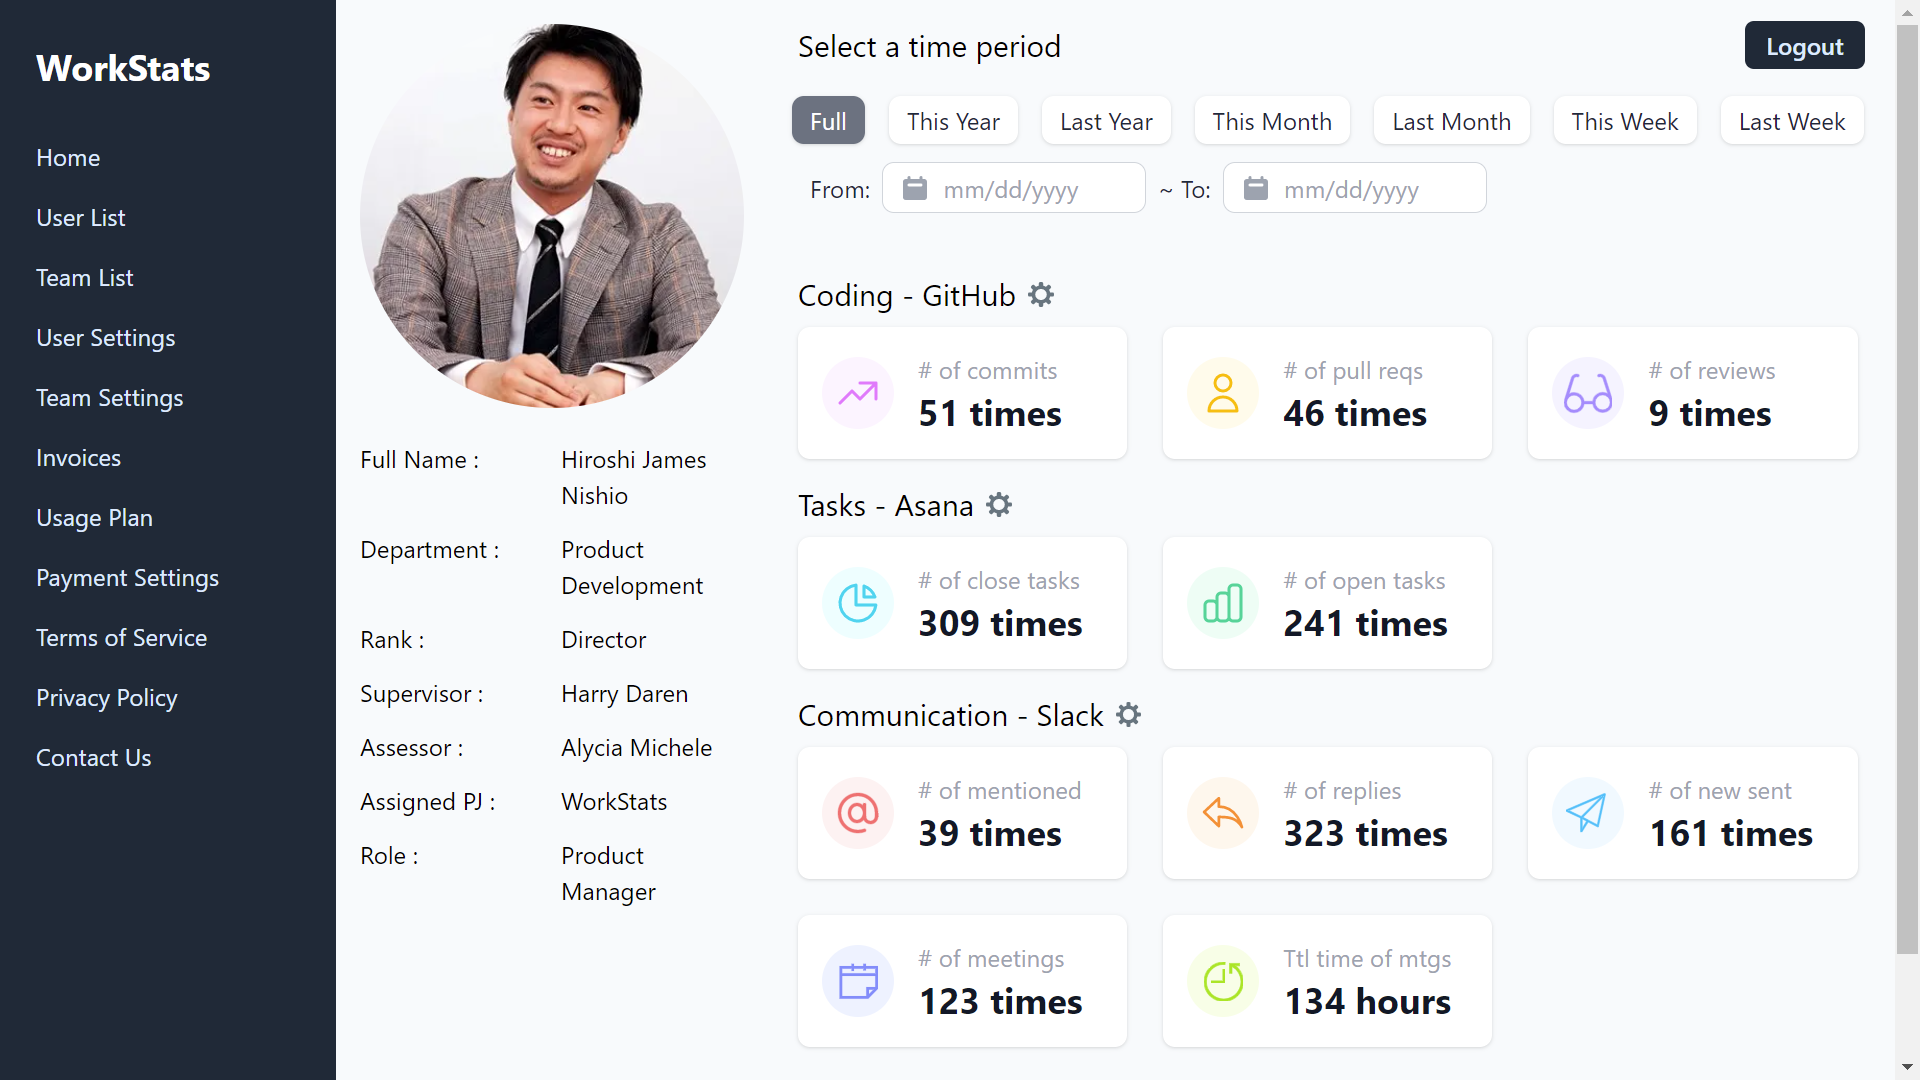 WorkStats
Home
User List
Team List
User Settings
Team Settings
Invoices
Usage Plan
Payment Settings
Terms of Service
Privacy Policy
Contact Us
Full Name :
Hiroshi James
Nishio
Department :
Product
Development
Rank :
Director
Supervisor :
Harry Daren
Assessor :
Alycia Michele
Assigned PJ :
WorkStats
Role :
Product
Manager
Select a time period
Logout
Full
This Year
Last Year
This Month
Last Month
This Week
Last Week
From:
mm/dd/yyyy
~ To:
mm/dd/yyyy
Coding - GitHub
# of commits
51 times
# of pull reqs
46 times
# of reviews
9 times
Tasks - Asana
# of close tasks
309 times
# of open tasks
241 times
Communication - Slack
# of mentioned
39 times
# of replies
323 times
# of new sent
161 times
# of meetings
123 times
Ttl time of mtgs
134 hours